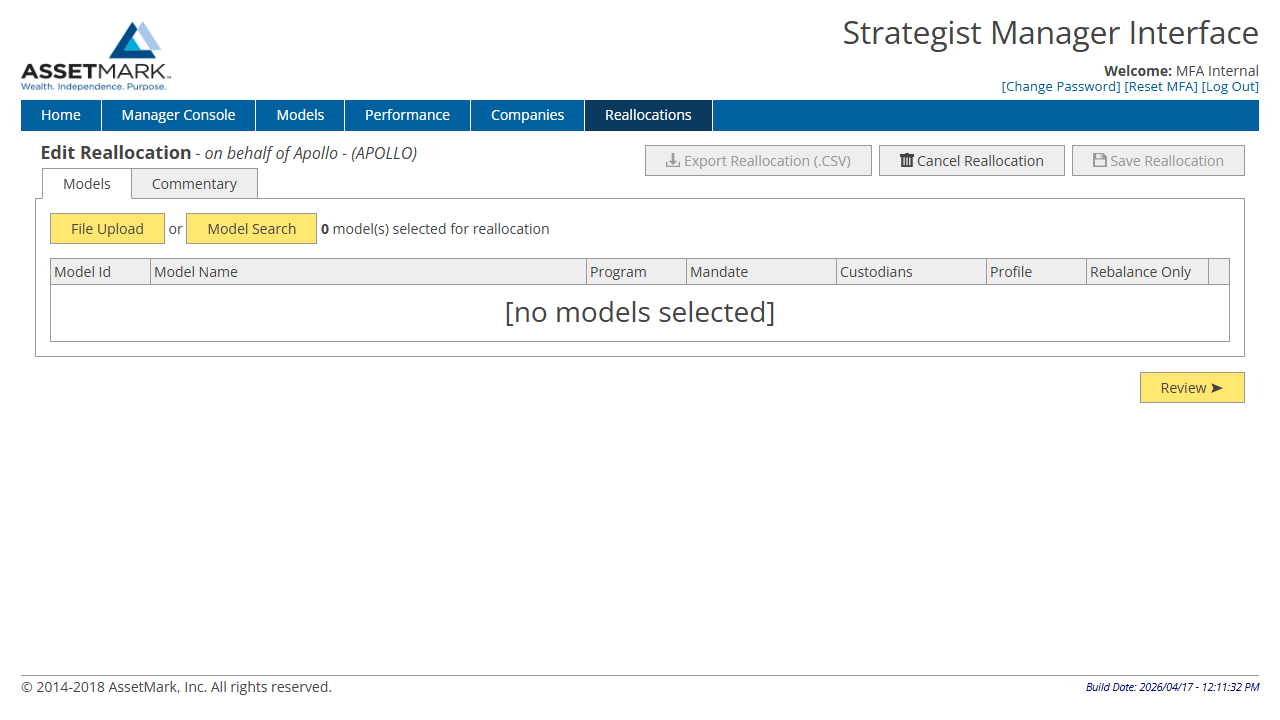 ASSETMARK™
Wealth. Independence. Purpose.
Strategist Manager Interface
Welcome: MFA Internal
[Change Password] [Reset MFA] [Log Out]
Home Manager Console Models Performance Companies Reallocations
Edit Reallocation - on behalf of Apollo - (APOLLO)
Export Reallocation (.CSV) Cancel Reallocation Save Reallocation
Models Commentary
File Upload or Model Search 0 model(s) selected for reallocation
Model Id Model Name Program Mandate Custodians Profile Rebalance Only
[no models selected]
Review ➤
© 2014-2018 AssetMark, Inc. All rights reserved.
Build Date: 2026/04/17 - 12:11:32 PM